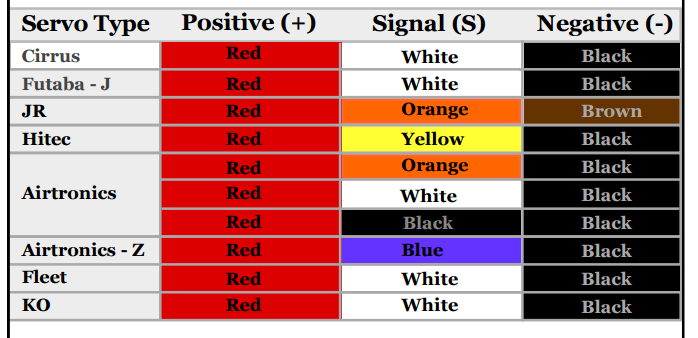 Servo Type Positive (+) Signal (S) Negative (-)
Cirrus Red White Black
Futaba - J Red White Black
JR Red Orange Brown
Hitec Red Yellow Black
Red Orange Black
Airtronics Red White Black
Red Black Black
Airtronics - Z Red Blue Black
Fleet Red White Black
KO Red White Black